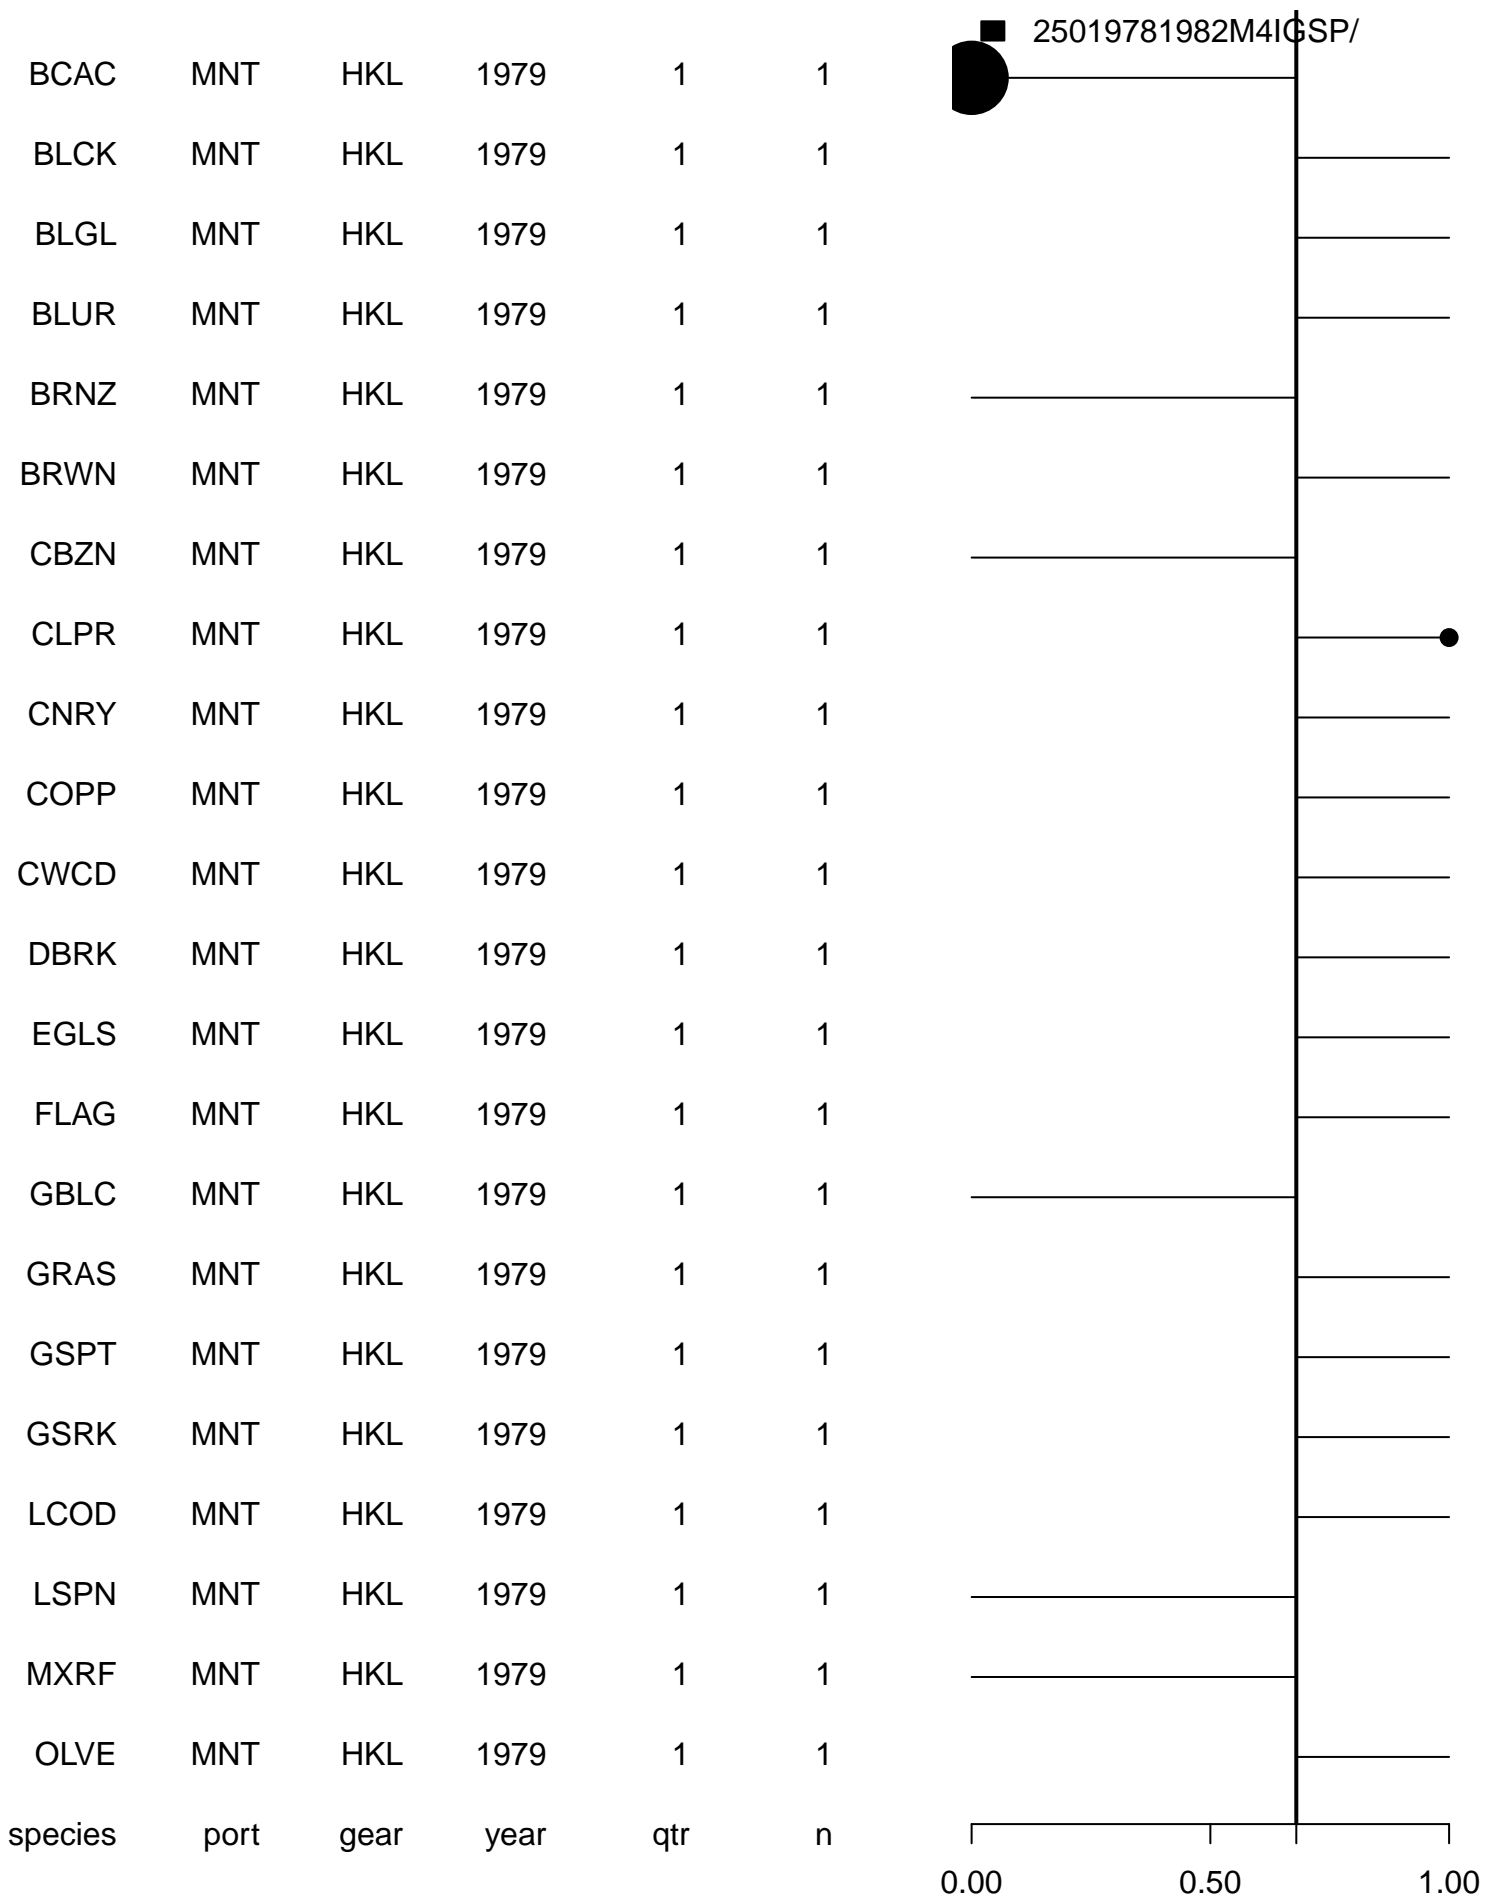 25019781982M4IGSP/
BCAC MNT HKL 1979 1 1
BLCK MNT HKL 1979 1 1
BLGL MNT HKL 1979 1 1
BLUR MNT HKL 1979 1 1
BRNZ MNT HKL 1979 1 1
BRWN MNT HKL 1979 1 1
CBZN MNT HKL 1979 1 1
CLPR MNT HKL 1979 1 1
CNRY MNT HKL 1979 1 1
COPP MNT HKL 1979 1 1
CWCD MNT HKL 1979 1 1
DBRK MNT HKL 1979 1 1
EGLS MNT HKL 1979 1 1
FLAG MNT HKL 1979 1 1
GBLC MNT HKL 1979 1 1
GRAS MNT HKL 1979 1 1
GSPT MNT HKL 1979 1 1
GSRK MNT HKL 1979 1 1
LCOD MNT HKL 1979 1 1
LSPN MNT HKL 1979 1 1
MXRF MNT HKL 1979 1 1
OLVE MNT HKL 1979 1 1
species port gear year qtr n
0.00 0.50 1.00